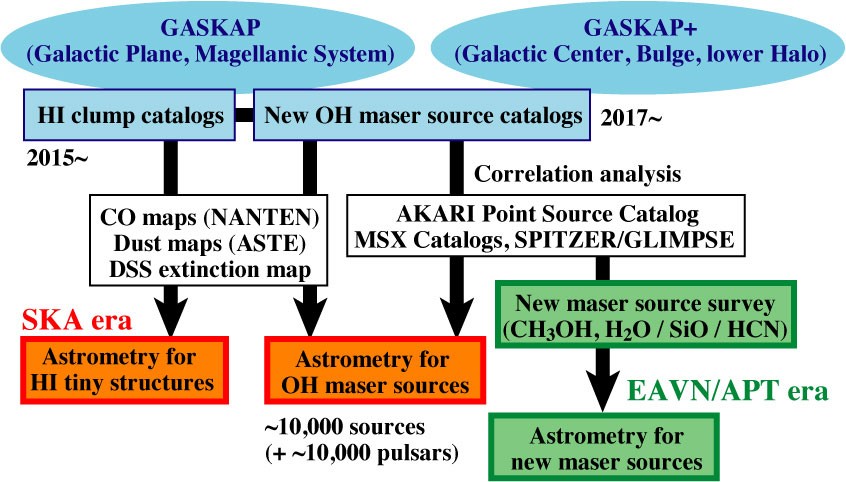 GASKAP
(Galactic Plane, Magellanic System)
GASKAP+
(Galactic Center, Bulge, lower Halo)
HI clump catalogs
New OH maser source catalogs
2017~
2015~
Correlation analysis
CO maps (NANTEN)
Dust maps (ASTE)
DSS extinction map
AKARI Point Source Catalog
MSX Catalogs, SPITZER/GLIMPSE
New maser source survey
(CH3OH, H2O / SiO / HCN)
SKA era
Astrometry for
HI tiny structures
Astrometry for
OH maser sources
EAVN/APT era
~10,000 sources
(+ ~10,000 pulsars)
Astrometry for
new maser sources